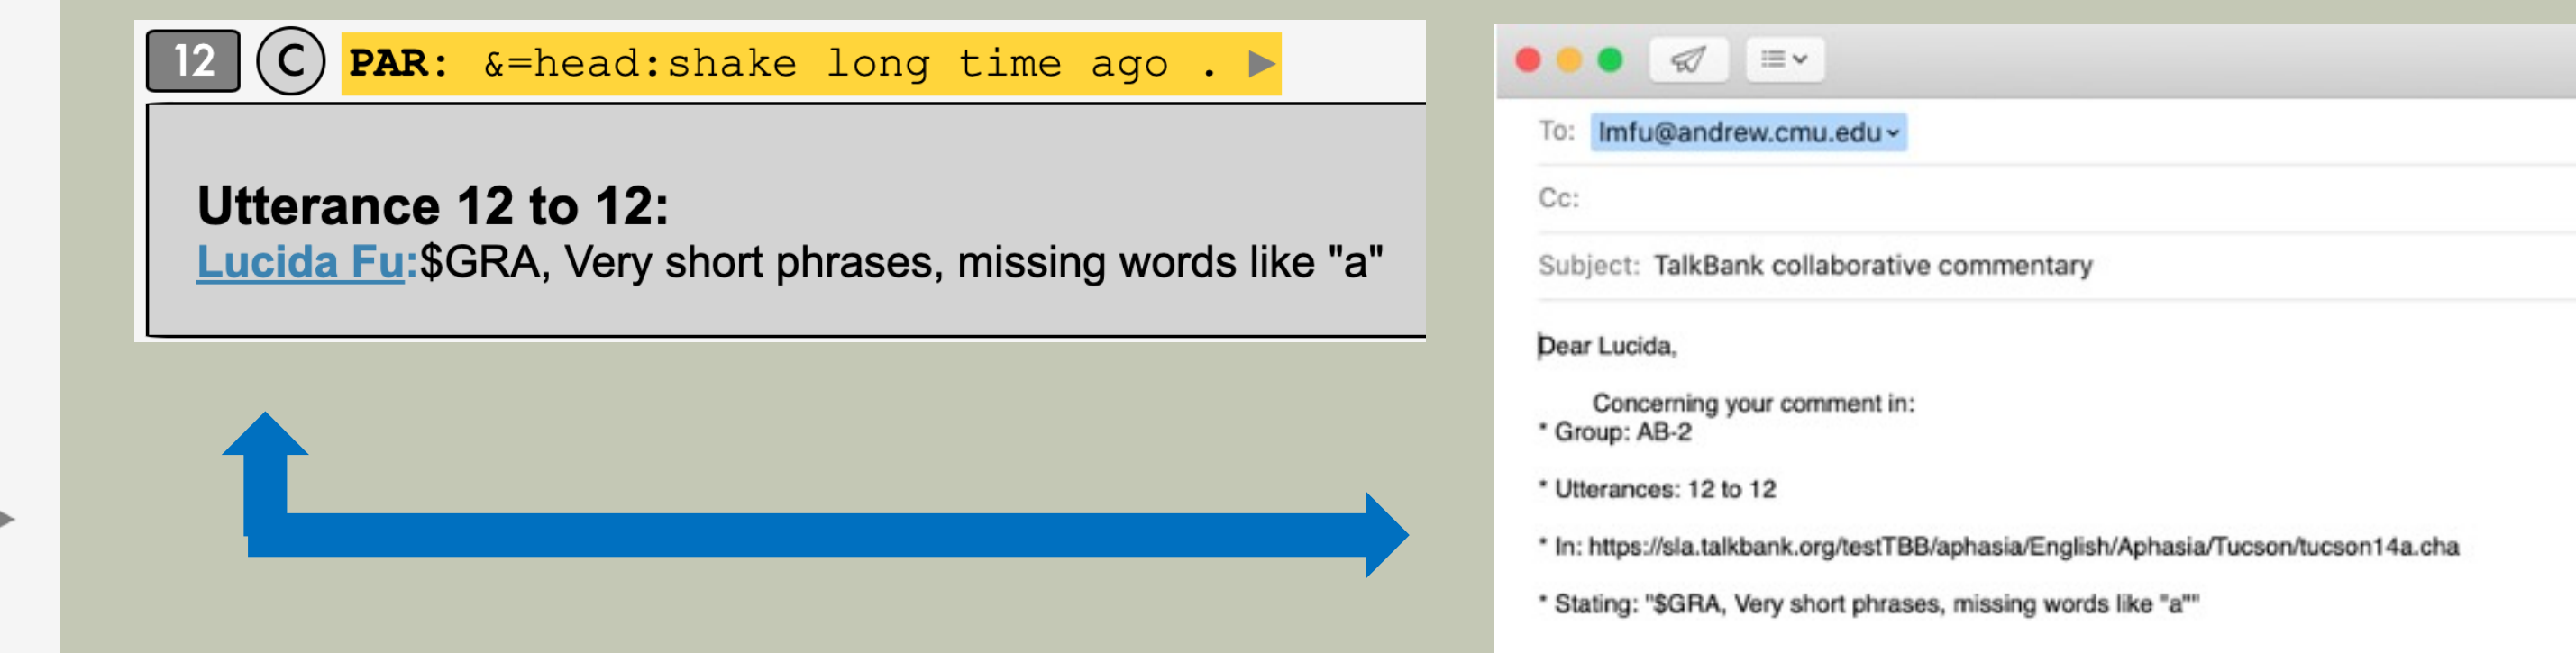 12 C PAR: &=head:shake long time ago .
Utterance 12 to 12:
Lucida Fu:$GRA, Very short phrases, missing words like "a"
To: lmfu@andrew.cmu.edu
Cc:
Subject: TalkBank collaborative commentary
Dear Lucida,
Concerning your comment in:
* Group: AB-2
* Utterances: 12 to 12
* In: https://sla.talkbank.org/testTBB/aphasia/English/Aphasia/Tucson/tucson14a.cha
* Stating: "$GRA, Very short phrases, missing words like "a""